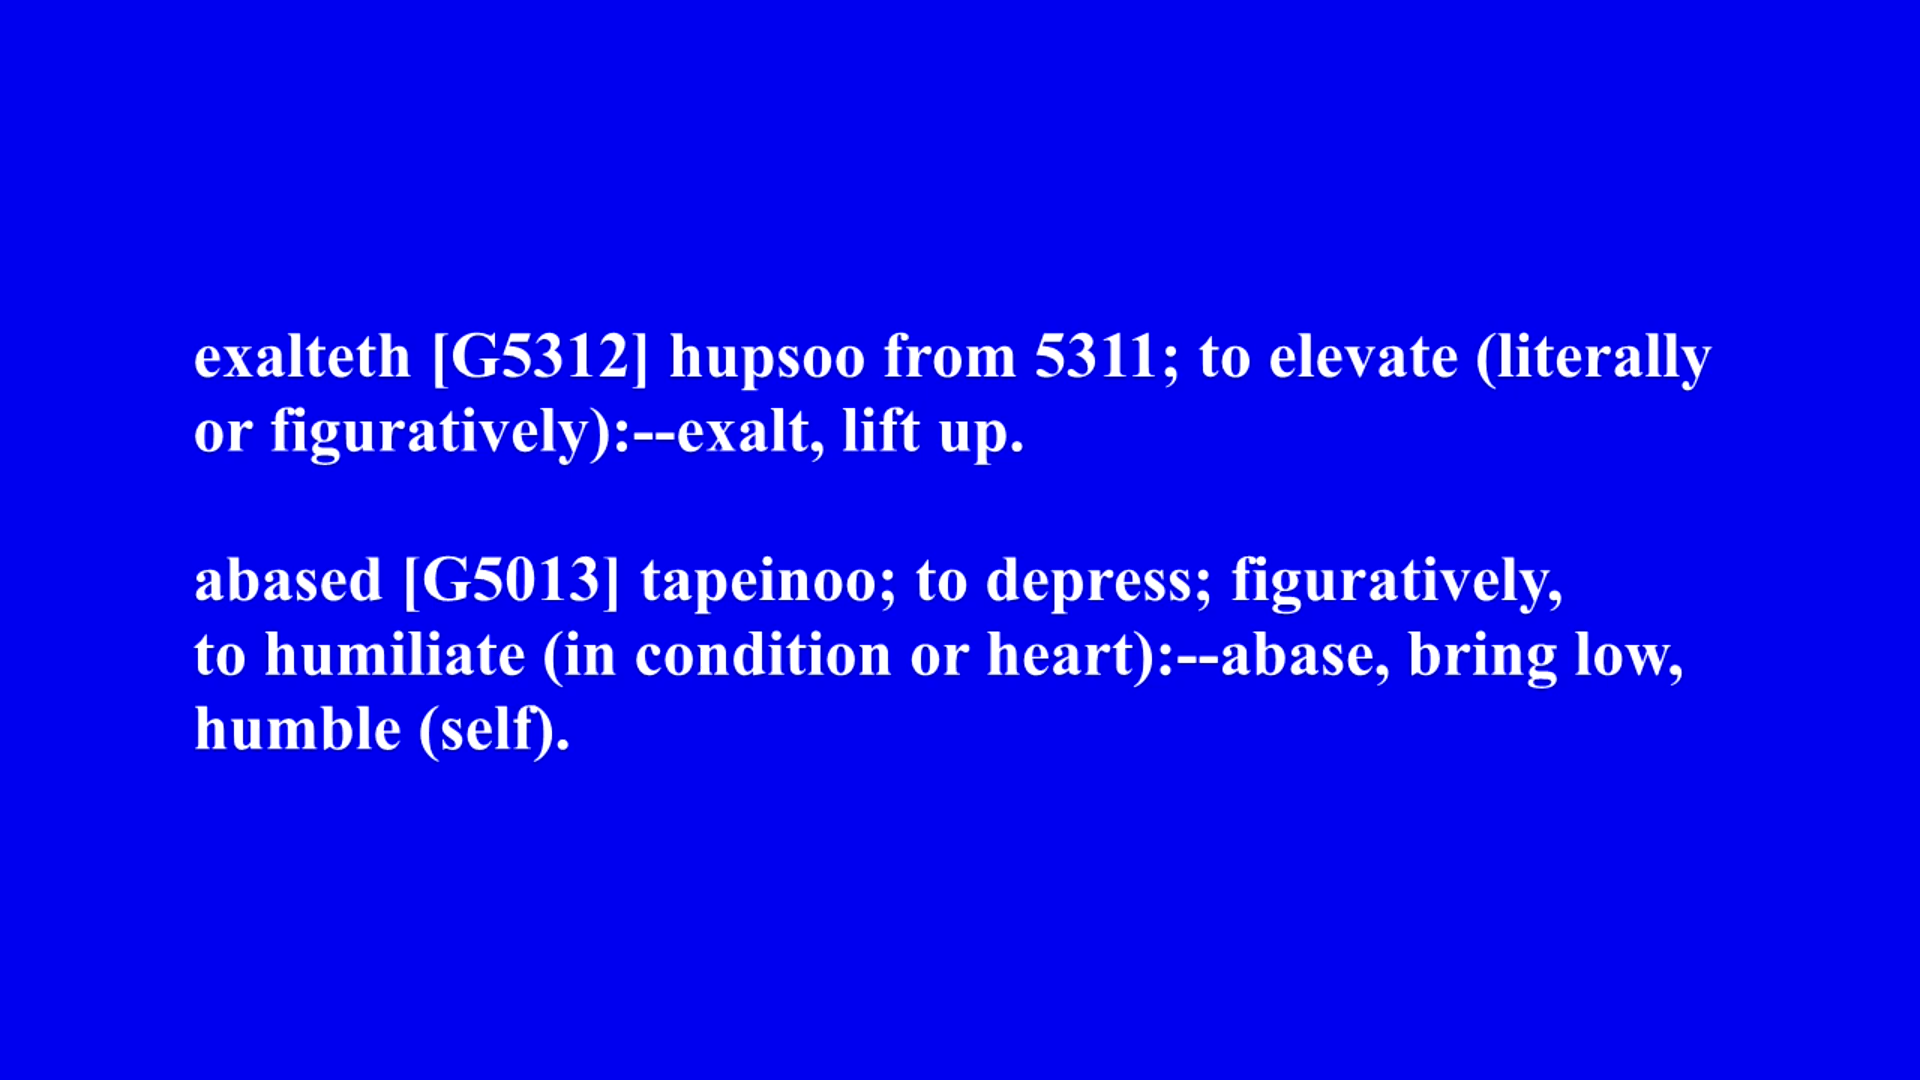 exalteth [G5312] hupsoo from 5311; to elevate (literally
or figuratively):--exalt, lift up.
abased [G5013] tapeinoo; to depress; figuratively,
to humiliate (in condition or heart):--abase, bring low,
humble (self).